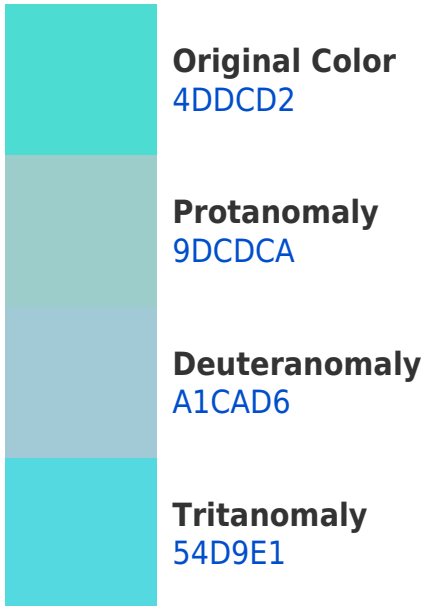 Original Color
4DDCD2
Protanomaly
9DCDCA
Deuteranomaly
A1CAD6
Tritanomaly
54D9E1